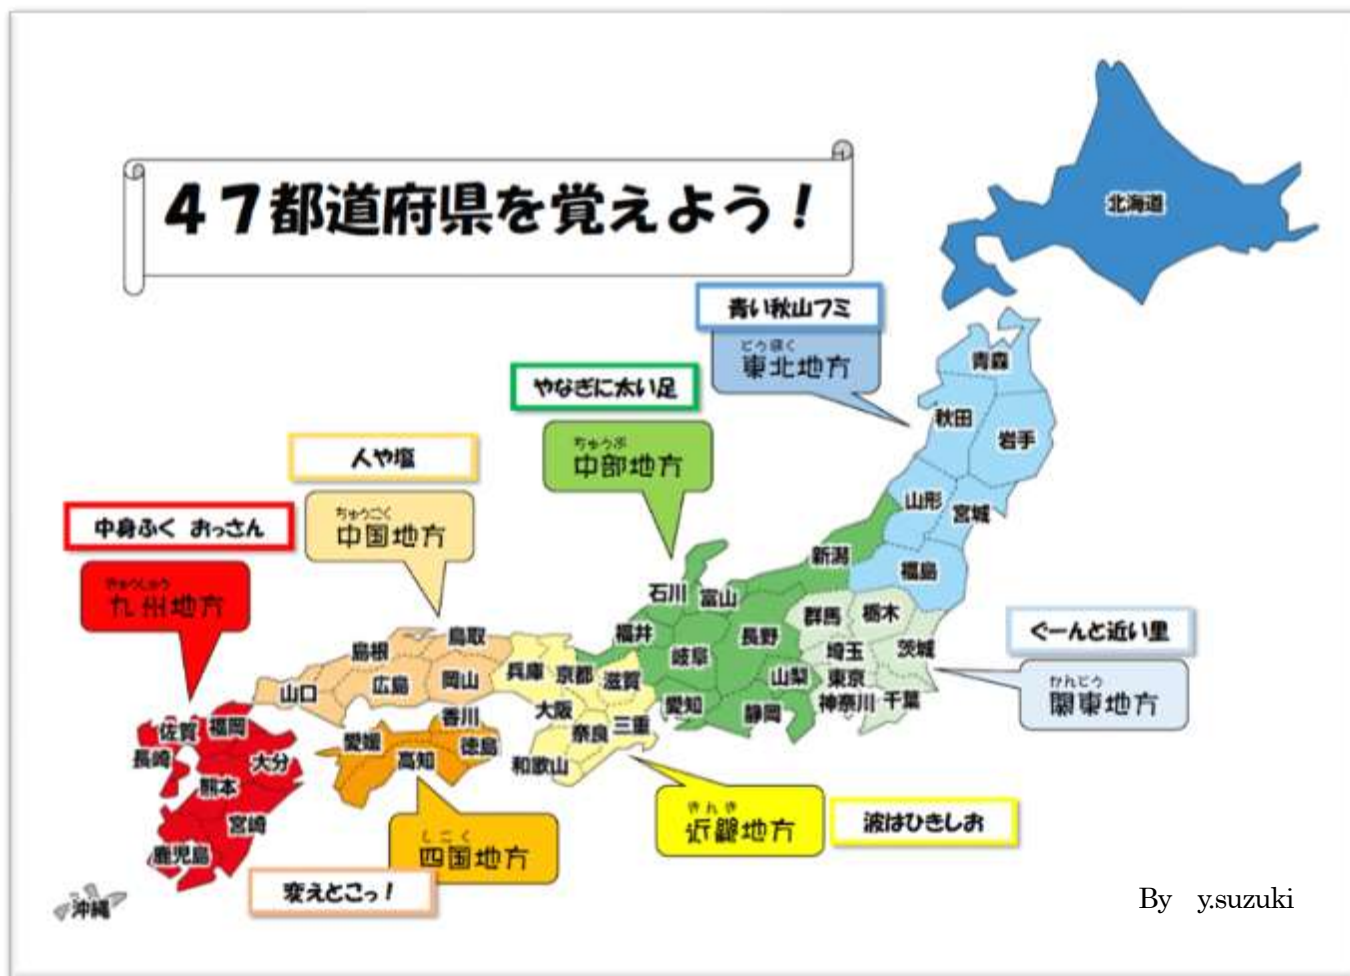 47都道府県を覚えよう！
北海道
青い秋山フミ
とうほく
東北地方
青森
秋田
岩手
山形
宮城
福島
やなぎに太い足
ちゅうぶ
中部地方
新潟
石川
富山
福井
岐阜
長野
山梨
愛知
静岡
ぐーんと近い里
かんとう
関東地方
群馬
栃木
埼玉
茨城
東京
神奈川
千葉
人や塩
ちゅうごく
中国地方
鳥取
島根
岡山
広島
山口
兵庫
京都
滋賀
大阪
奈良
三重
和歌山
きんき
近畿地方
波はひきしお
香川
愛媛
徳島
高知
しこく
四国地方
変えとこっ！
中身ふく おっさん
きゅうしゅう
九州地方
佐賀
福岡
長崎
大分
熊本
宮崎
鹿児島
沖縄
By y.suzuki